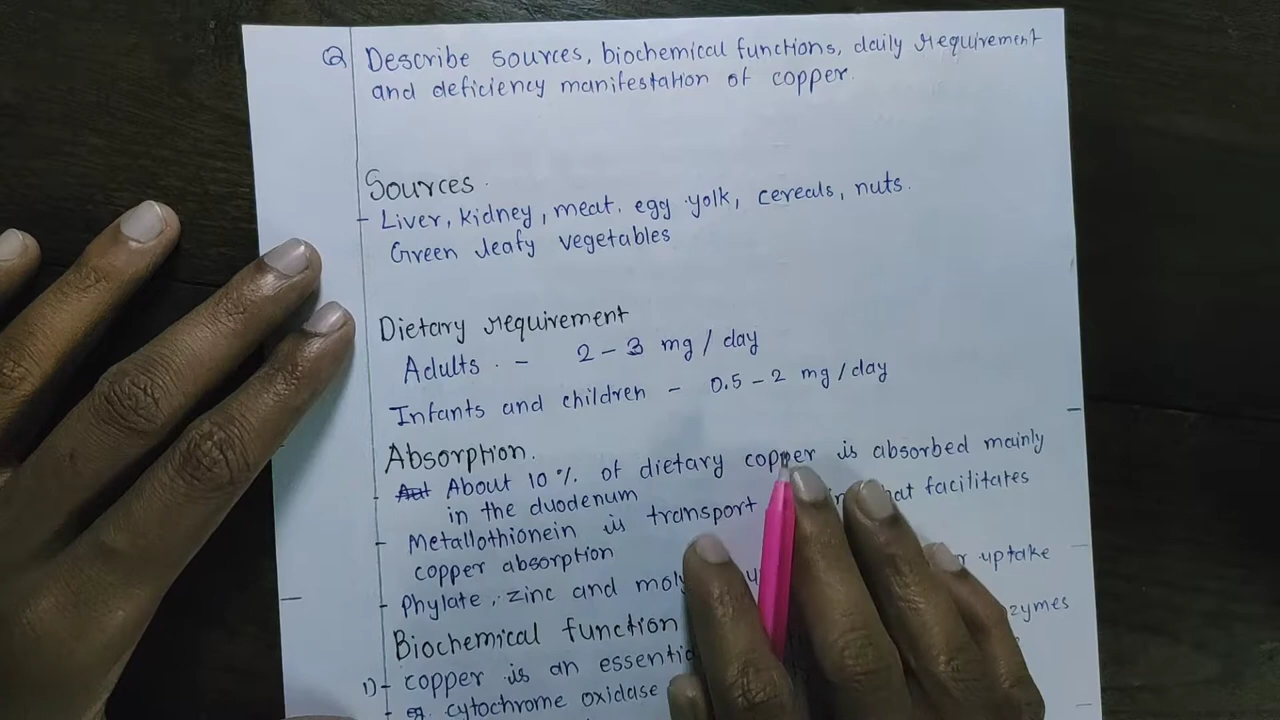 Q Describe sources, biochemical functions, daily requirement
and deficiency manifestation of copper.
Sources.
- Liver, kidney, meat. egg yolk, cereals, nuts.
Green leafy vegetables
Dietary requirement
Adults. - 2-3 mg/day
Infants and children - 0.5-2 mg/day
Absorption.
- About 10% of dietary copper is absorbed mainly
in the duodenum
- Metallothionein is transport facilitates
copper absorption
- Phylate, zinc and uptake
Biochemical function
1)- copper is an
- eg. cytochrome oxidase